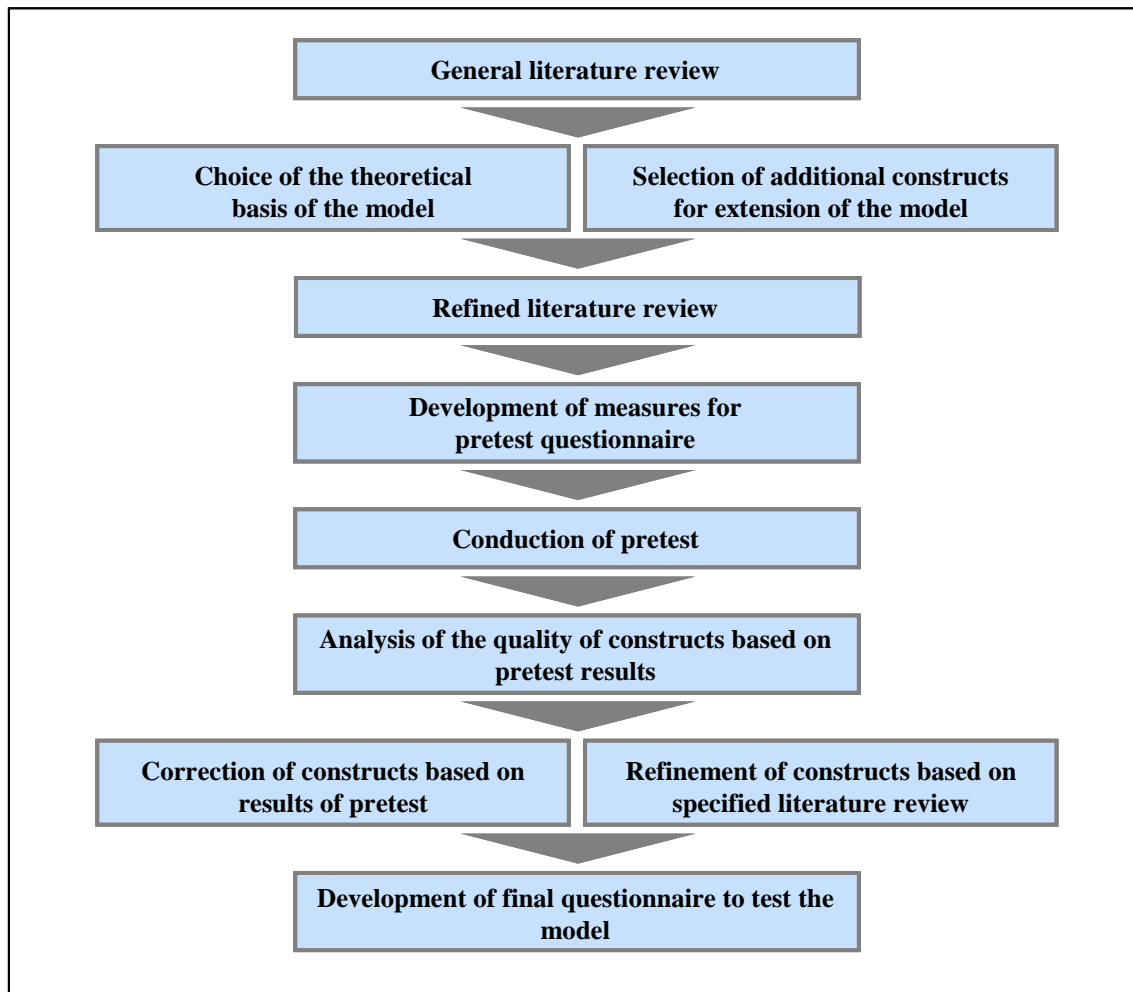 General literature review
Choice of the theoretical
basis of the model
Selection of additional constructs
for extension of the model
Refined literature review
Development of measures for
pretest questionnaire
Conduction of pretest
Analysis of the quality of constructs based on
pretest results
Correction of constructs based on
results of pretest
Refinement of constructs based on
specified literature review
Development of final questionnaire to test the
model